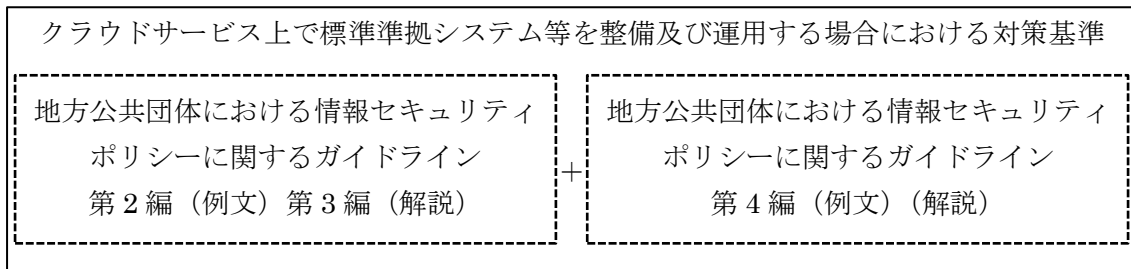 クラウドサービス上で標準準拠システム等を整備及び運用する場合における対策基準
地方公共団体における情報セキュリティ
ポリシーに関するガイドライン
第2編（例文）第3編（解説）
+
地方公共団体における情報セキュリティ
ポリシーに関するガイドライン
第4編（例文）（解説）